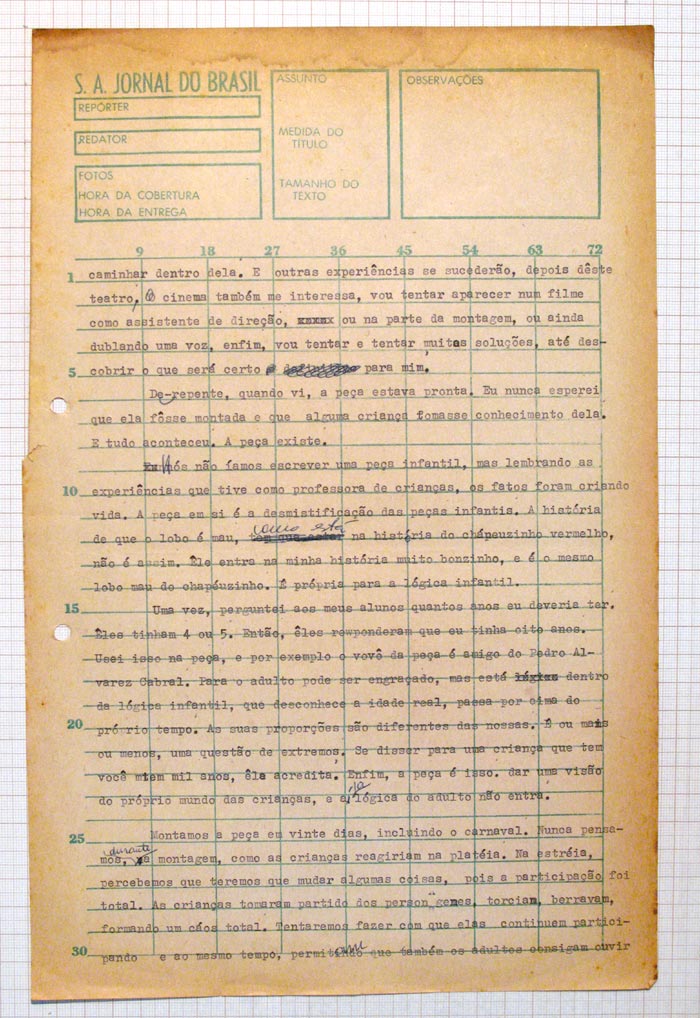 S. A. JORNAL DO BRASIL
REPÓRTER
REDATOR
FOTOS
HORA DA COBERTURA
HORA DA ENTREGA
ASSUNTO
MEDIDA DO
TÍTULO
TAMANHO DO
TEXTO
OBSERVAÇÕES
9 18 27 36 45 54 63 72
1 caminhar dentro dela. E outras experiências se sucederão, depois dêste
teatro, O cinema também me interessa, vou tentar aparecer num filme
como assistente de direção, xxxxx ou na parte da montagem, ou ainda
dublando uma voz, enfim, vou tentar e tentar muitas soluções, até des-
5 cobrir o que será certo para mim.
De-repente, quando vi, a peça estava pronta. Eu nunca esperei
que ela fôsse montada e que alguma criança tomasse conhecimento dela.
E tudo aconteceu. A peça existe.
Nós não íamos escrever uma peça infantil, mas lembrando as
10 experiências que tive como professora de crianças, os fatos foram criando
vida. A peça em si é a desmistificação das peças infantis. A história
como está
de que o lobo é mau, tem que estar na história do chápeuzinho vermelho,
não é assim. Êle entra na minha história muito bonzinho, e é o mesmo
lobo mau do chapéuzinho. É própria para a lógica infantil.
15 Uma vez, perguntei aos meus alunos quantos anos eu deveria ter.
Êles tinham 4 ou 5. Então, êles rewponderam que eu tinha oito anos.
Usei isso na peça, e por exemplo o vovô da peça é amigo do Pedro Al-
varez Cabral. Para o adulto pode ser engraçado, mas está lógixx dentro
da lógica infantil, que desconhece a idade real, passa por cima do
20 próprio tempo. As suas proporções são diferentes das nossas. É ou mais
ou menos, uma questão de extremos. Se disser para uma criança que tem
você mtem mil anos, êle acredita. Enfim, a peça é isso. dar uma visão
do próprio mundo das crianças, e a lógica do adulto não entra.
25 Montamos a peça em vinte dias, incluindo o carnaval. Nunca pensa-
durante
mos, a montagem, como as crianças reagiriam na platéia. Na estréia,
percebemos que teremos que mudar algumas coisas, pois a participação foi
total. As crianças tomaram partido dos person genes, torciam, berravam,
formando um cáos total. Tentaremos fazer com que elas continuem partici-
30 pando e ao mesmo tempo, permitindo que também os adultos consigam ouvir